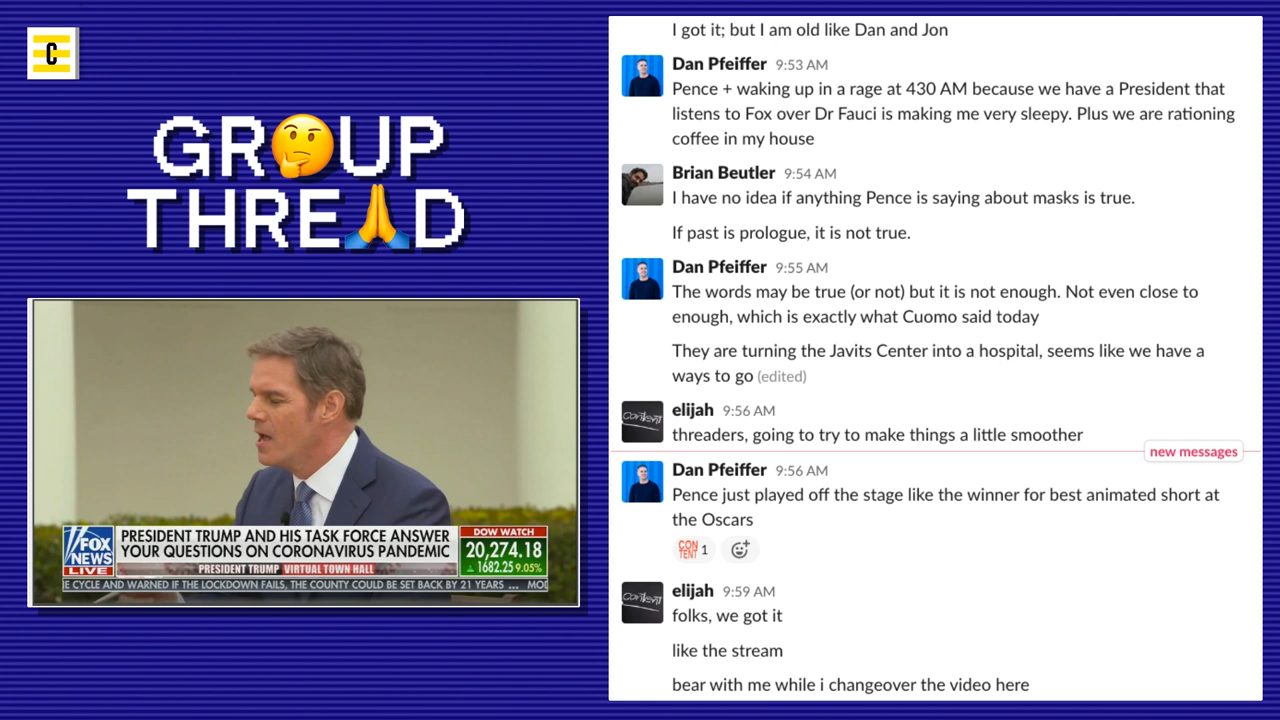 C
GR🤔UP
THRE🙏D
FOX
NEWS
LIVE
PRESIDENT TRUMP AND HIS TASK FORCE ANSWER
YOUR QUESTIONS ON CORONAVIRUS PANDEMIC
PRESIDENT TRUMP VIRTUAL TOWN HALL
DOW WATCH
20,274.18
1682.25 9.05%
E CYCLE AND WARNED IF THE LOCKDOWN FAILS, THE COUNTY COULD BE SET BACK BY 21 YEARS ... MOD
I got it; but I am old like Dan and Jon
Dan Pfeiffer 9:53 AM
Pence + waking up in a rage at 430 AM because we have a President that
listens to Fox over Dr Fauci is making me very sleepy. Plus we are rationing
coffee in my house
Brian Beutler 9:54 AM
I have no idea if anything Pence is saying about masks is true.
If past is prologue, it is not true.
Dan Pfeiffer 9:55 AM
The words may be true (or not) but it is not enough. Not even close to
enough, which is exactly what Cuomo said today
They are turning the Javits Center into a hospital, seems like we have a
ways to go (edited)
elijah 9:56 AM
content
threaders, going to try to make things a little smoother
new messages
Dan Pfeiffer 9:56 AM
Pence just played off the stage like the winner for best animated short at
the Oscars
CON
TENT 1
elijah 9:59 AM
content
folks, we got it
like the stream
bear with me while i changeover the video here